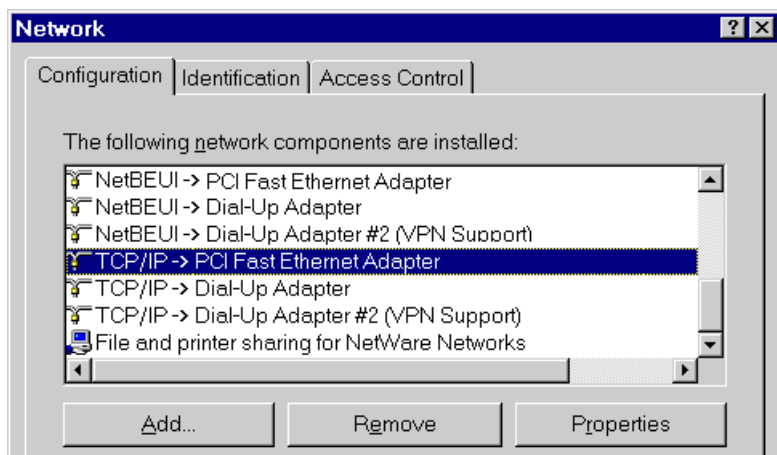 Network
Configuration Identification Access Control
The following network components are installed:
NetBEUI -> PCI Fast Ethernet Adapter
NetBEUI -> Dial-Up Adapter
NetBEUI -> Dial-Up Adapter #2 (VPN Support)
TCP/IP -> PCI Fast Ethernet Adapter
TCP/IP -> Dial-Up Adapter
TCP/IP -> Dial-Up Adapter #2 (VPN Support)
File and printer sharing for NetWare Networks
Add... Remove Properties